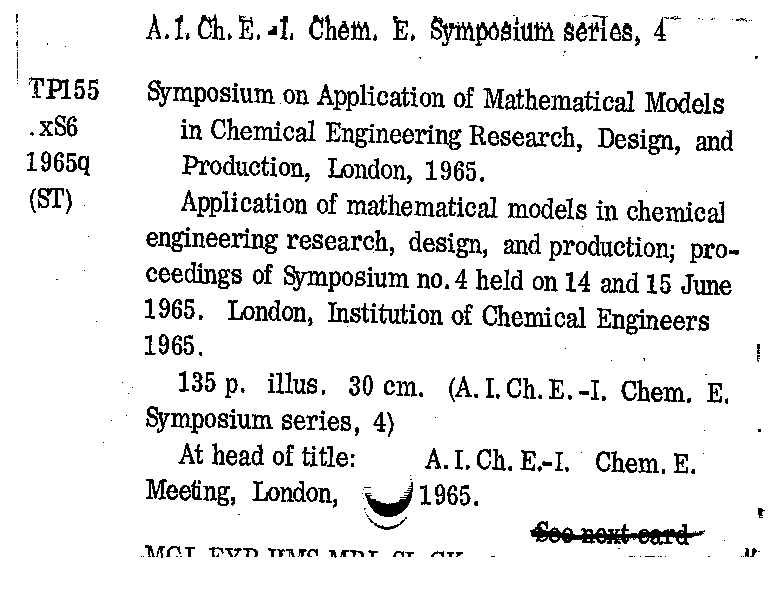 A.I. Ch. E.-I. Chem. E. Symposium series, 4
TP155
.xS6
1965q
(ST)
Symposium on Application of Mathematical Models
in Chemical Engineering Research, Design, and
Production, London, 1965.
Application of mathematical models in chemical
engineering research, design, and production; pro-
ceedings of Symposium no. 4 held on 14 and 15 June
1965. London, Institution of Chemical Engineers
1965.
135 p. illus. 30 cm. (A. I. Ch. E. -I. Chem. E.
Symposium series, 4)
At head of title: A. I. Ch. E.-I. Chem. E.
Meeting, London, 1965.
See next card